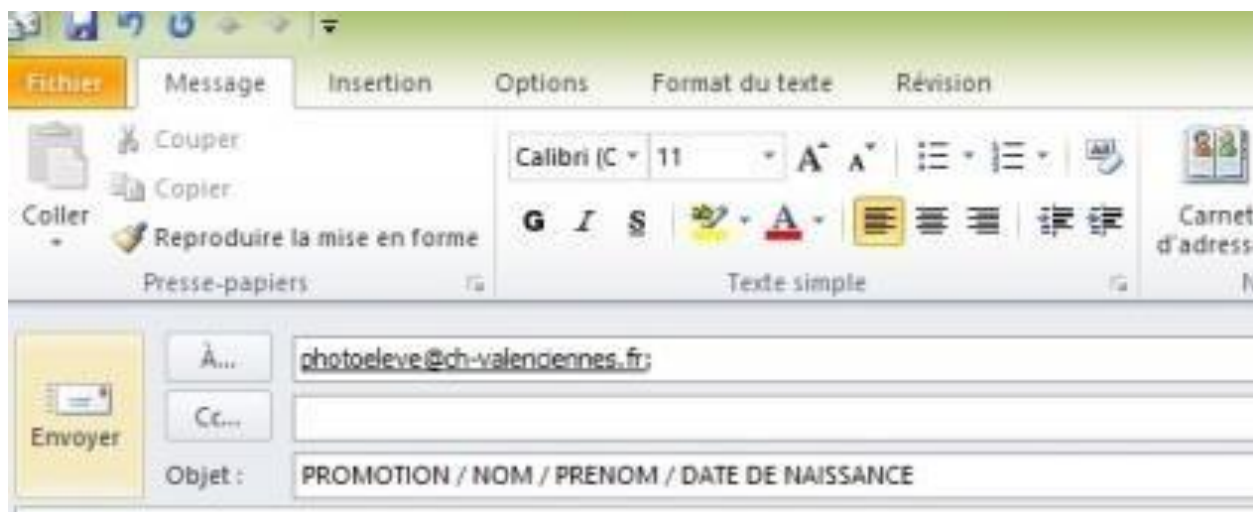 Fichier Message Insertion Options Format du texte Révision
Couper
Calibri (C 11
Copier
Coller
Reproduire la mise en forme
G I S
Carnet
d'adress
Presse-papiers Texte simple N
À... photoeleve@ch-valenciennes.fr;
Cc...
Envoyer
Objet : PROMOTION / NOM / PRENOM / DATE DE NAISSANCE